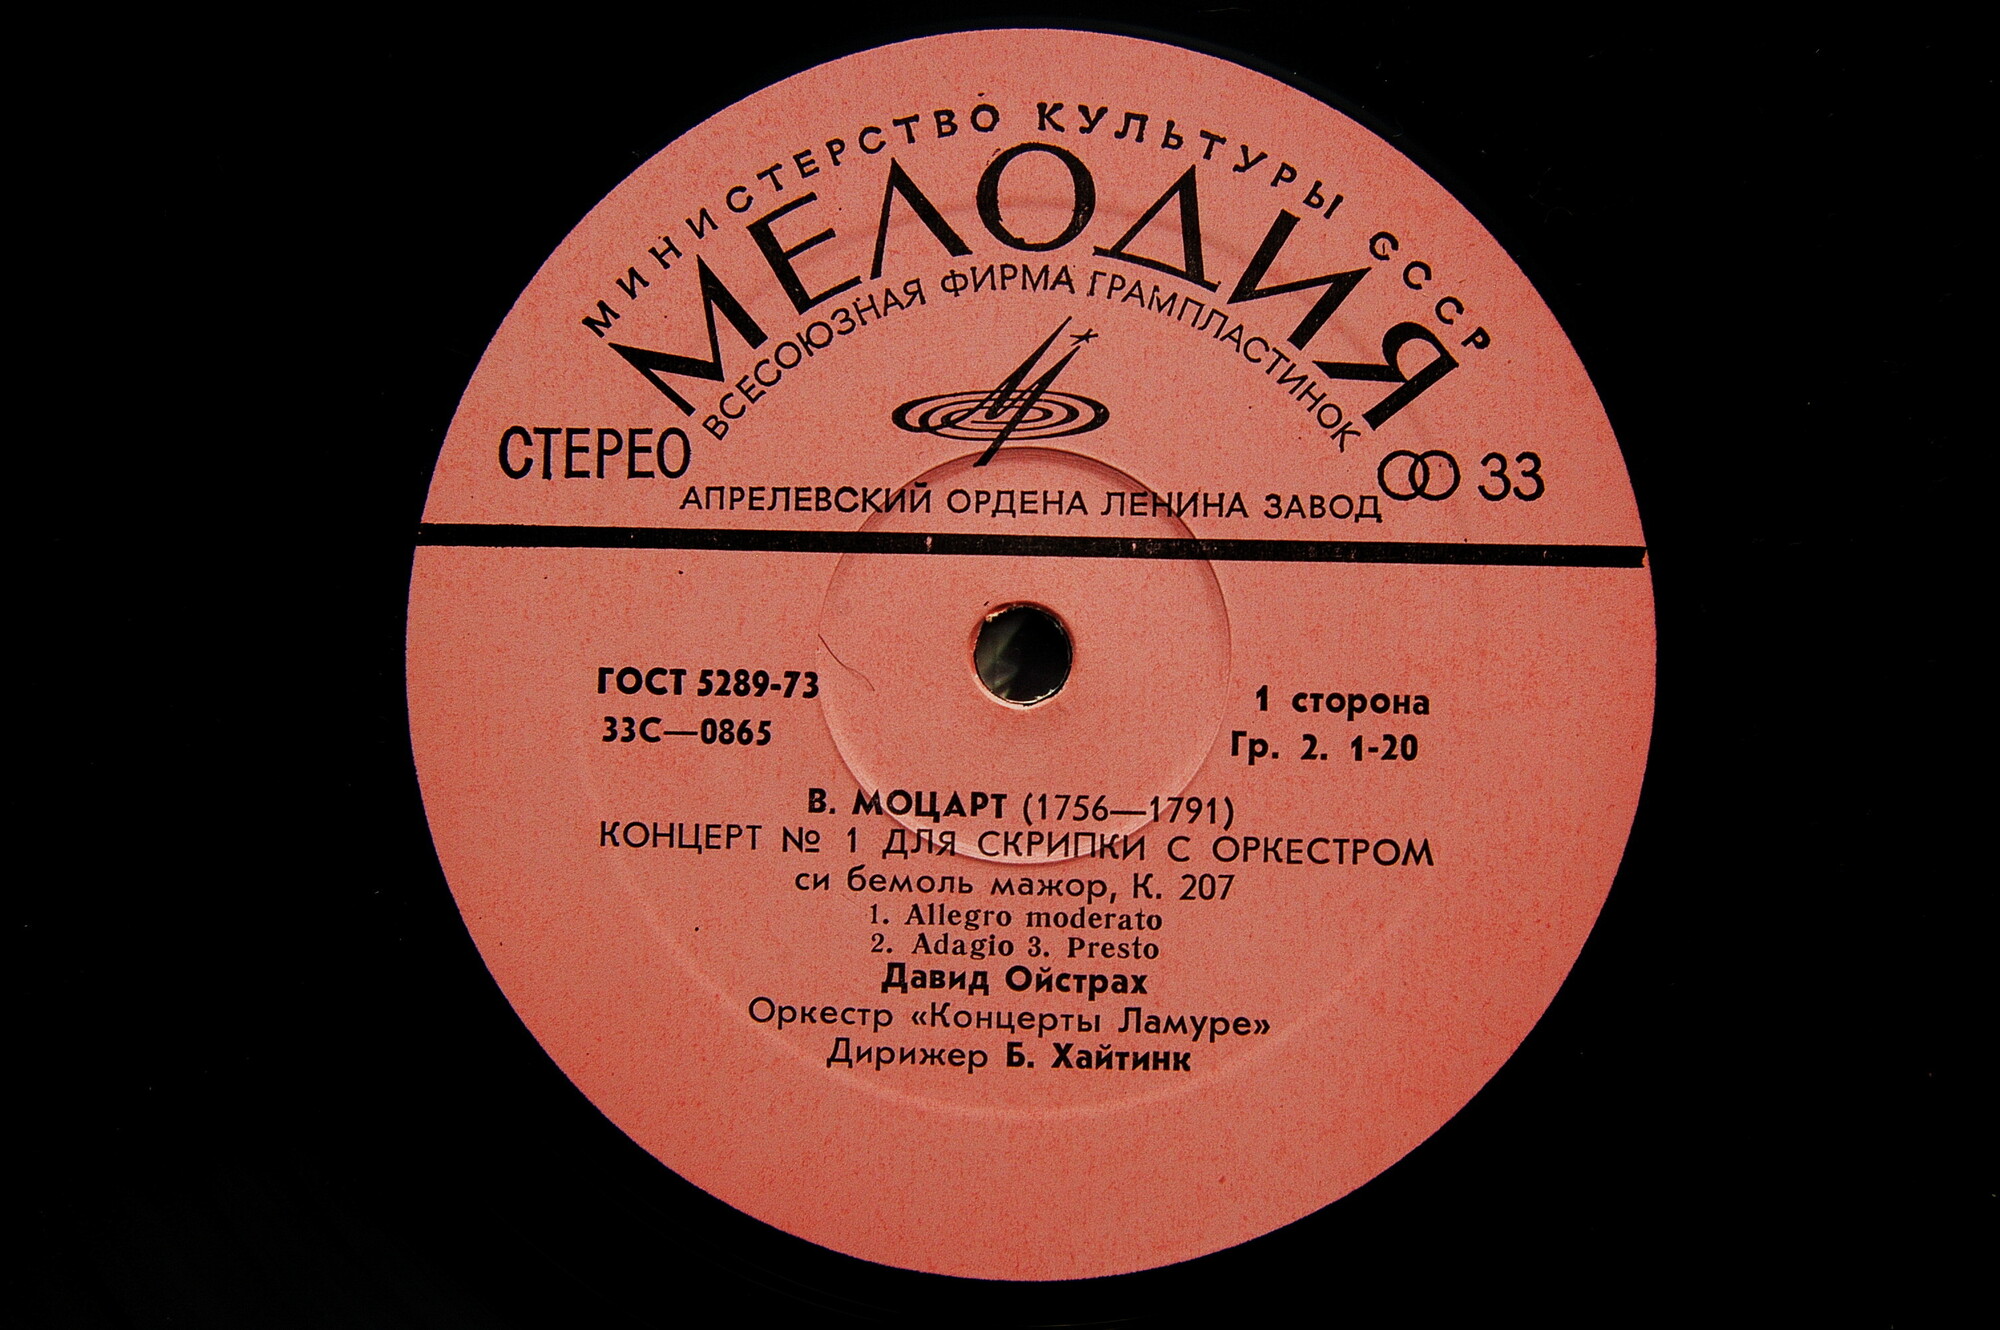 МИНИСТЕРСТВО КУЛЬТУРЫ СССР
МЕЛОДИЯ
ВСЕСОЮЗНАЯ ФИРМА ГРАМПЛАСТИНОК
СТЕРЕО
33
АПРЕЛЕВСКИЙ ОРДЕНА ЛЕНИНА ЗАВОД
ГОСТ 5289-73
33С—0865
1 сторона
Гр. 2. 1-20
В. МОЦАРТ (1756—1791)
КОНЦЕРТ № 1 ДЛЯ СКРИПКИ С ОРКЕСТРОМ
си бемоль мажор, К. 207
1. Allegro moderato
2. Adagio 3. Presto
Давид Ойстрах
Оркестр «Концерты Ламуре»
Дирижер Б. Хайтинк